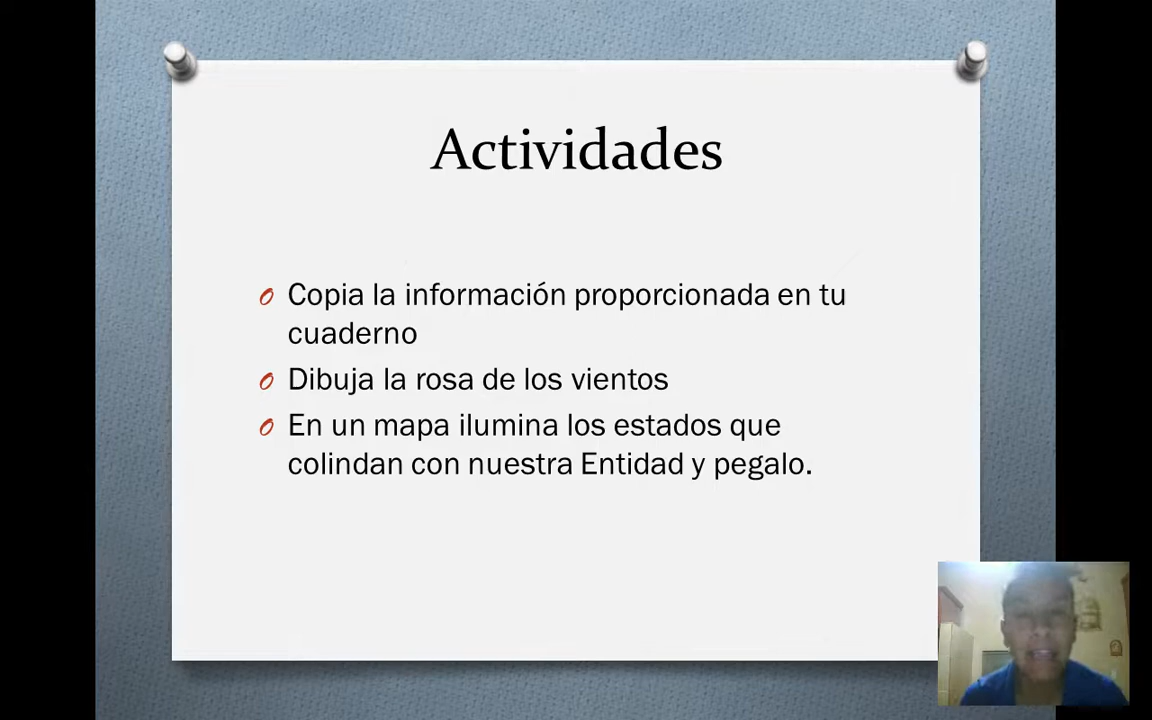 Actividades
Copia la información proporcionada en tu
cuaderno
Dibuja la rosa de los vientos
En un mapa ilumina los estados que
colindan con nuestra Entidad y pegalo.